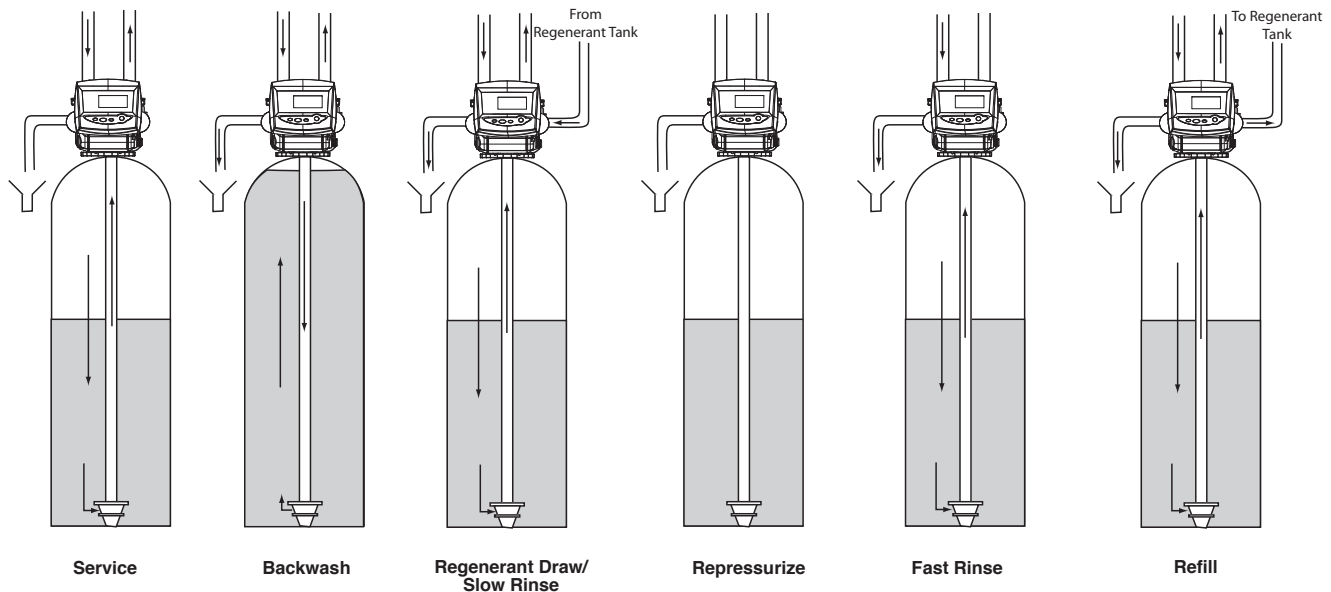 From
Regenerant Tank
To Regenerant
Tank
Service
Backwash
Regenerant Draw/
Slow Rinse
Repressurize
Fast Rinse
Refill